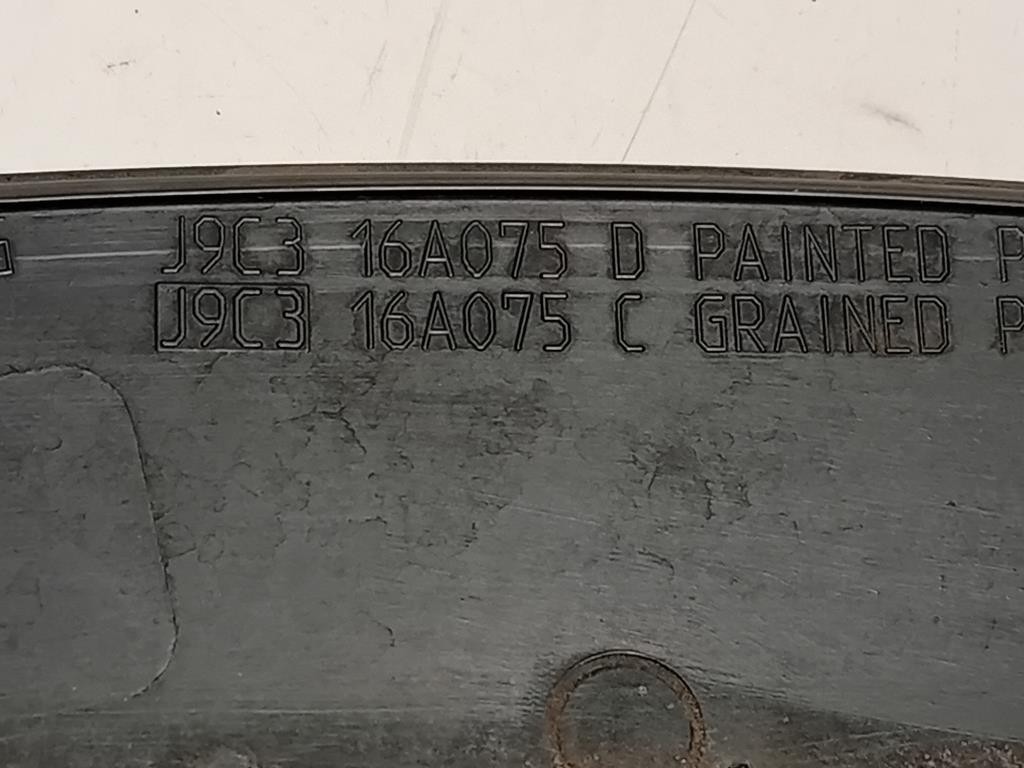 J9C3 16A075 D PAINTED P
J9C3 16A075 C GRAINED P